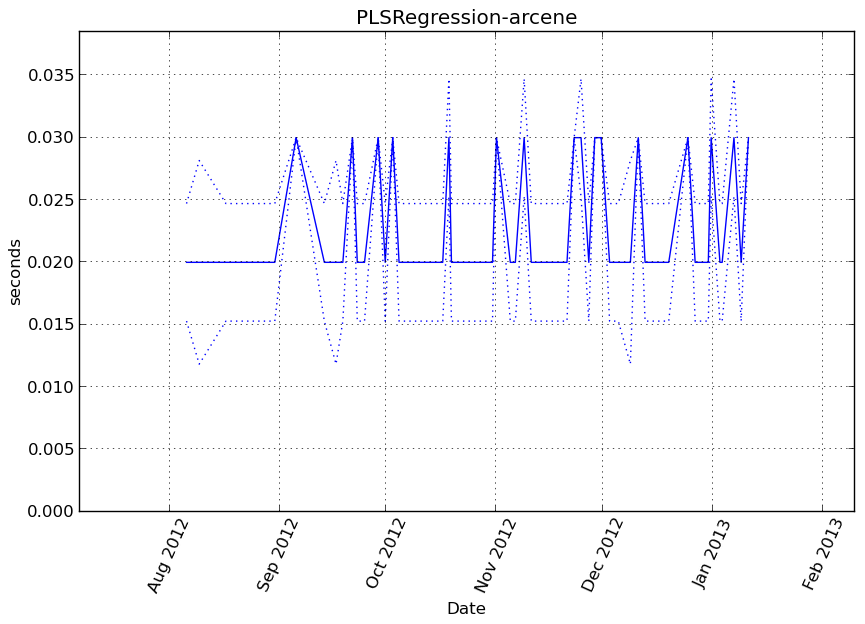 PLSRegression-arcene
seconds
0.035
0.030
0.025
0.020
0.015
0.010
0.005
0.000
Aug 2012
Sep 2012
Oct 2012
Nov 2012
Dec 2012
Jan 2013
Feb 2013
Date